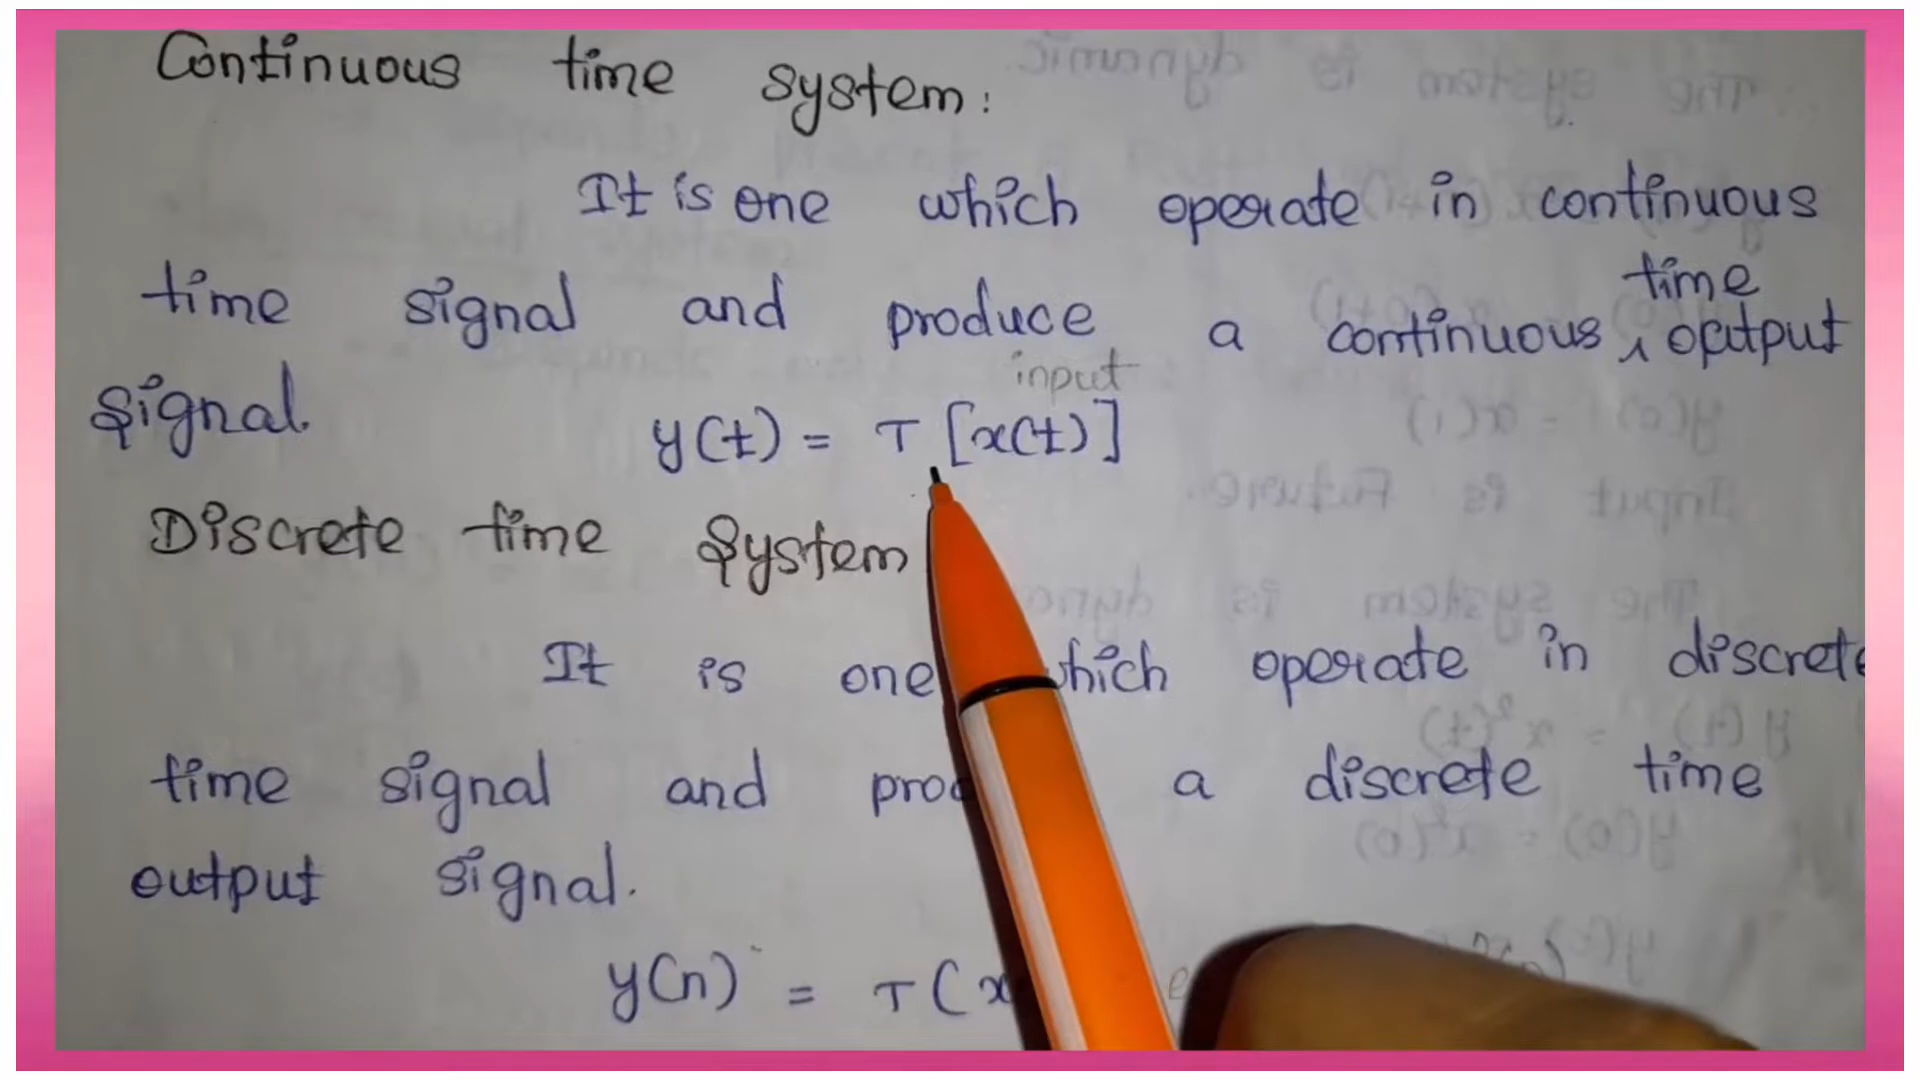 Continuous time system:
It is one which operate in continuous
time
time signal and produce a continuous ‸ output
signal.
input
y(t) = T [x(t)]
Discrete time System
It is one which operate in discrete
time signal and a discrete time
output signal.
y(n) = T(x